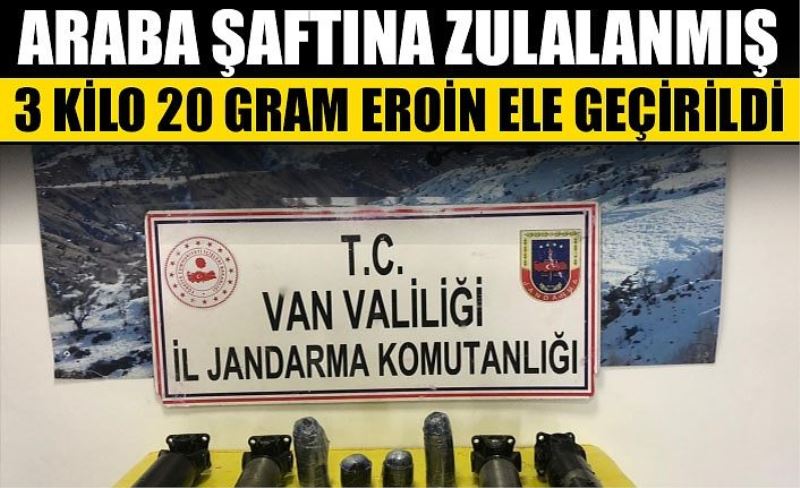 ARABA ŞAFTINA ZULALANMIŞ
3 KİLO 20 GRAM EROİN ELE GEÇİRİLDİ
T.C.
VAN VALİLİĞİ
İL JANDARMA KOMUTANLIĞI
JANDARMA